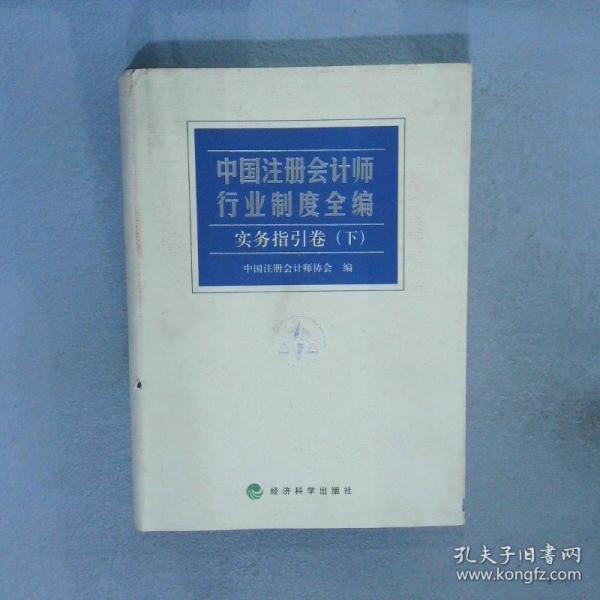 中国注册会计师
行业制度全编
实务指引卷（下）
中国注册会计师协会 编
经济科学出版社
孔夫子旧书网
www.kongfz.com